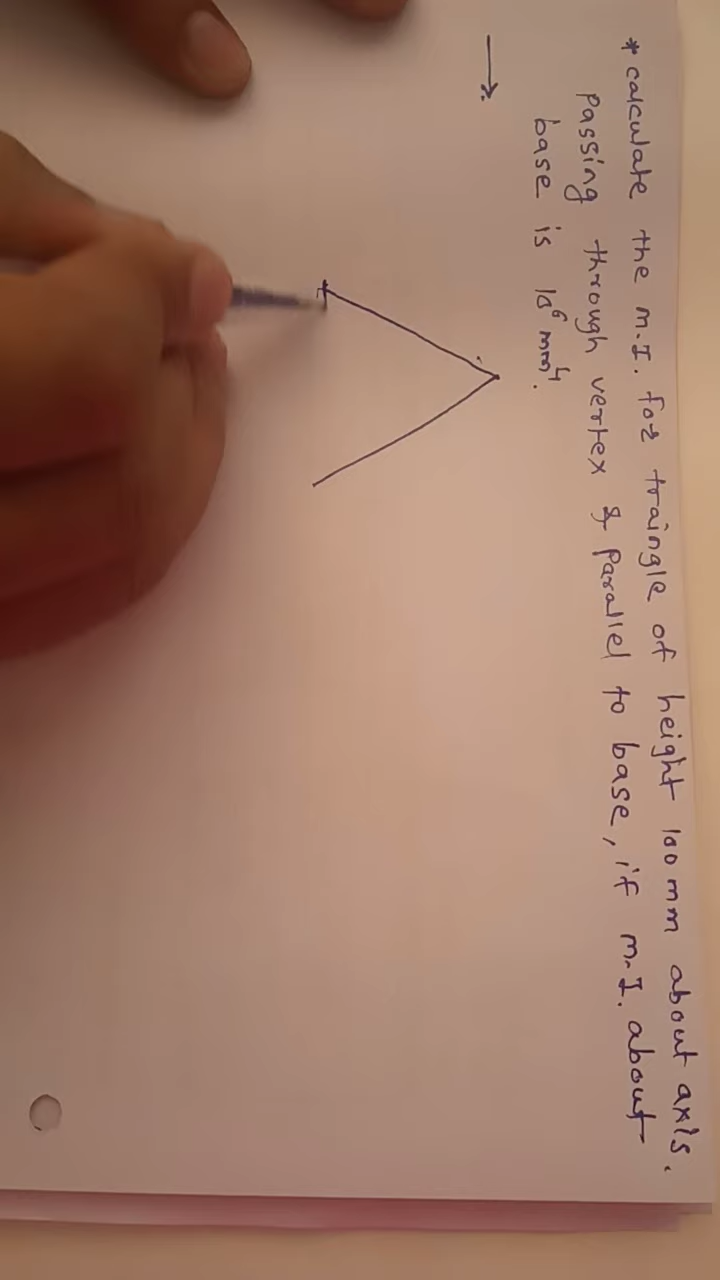 * calculate the m.I. for traingle of height 100 mm about axis.
passing through vertex & parallel to base, if m.I. about
base is 10⁶ mm⁴.
→